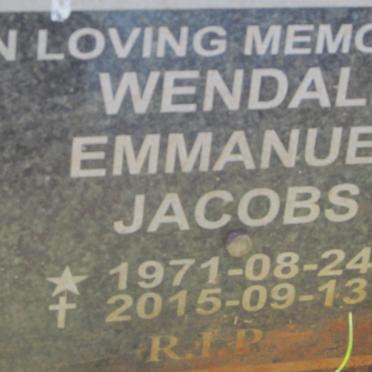 N LOVING MEMO
WENDAL
EMMANUE
JACOBS
1971-08-24
2015-09-13
R.I.P